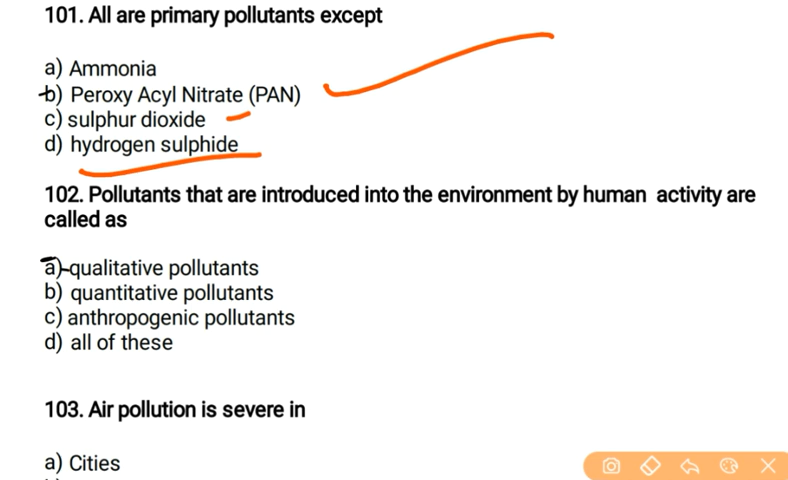 101. All are primary pollutants except
a) Ammonia
b) Peroxy Acyl Nitrate (PAN)
c) sulphur dioxide
d) hydrogen sulphide
102. Pollutants that are introduced into the environment by human activity are
called as
a) qualitative pollutants
b) quantitative pollutants
c) anthropogenic pollutants
d) all of these
103. Air pollution is severe in
a) Cities